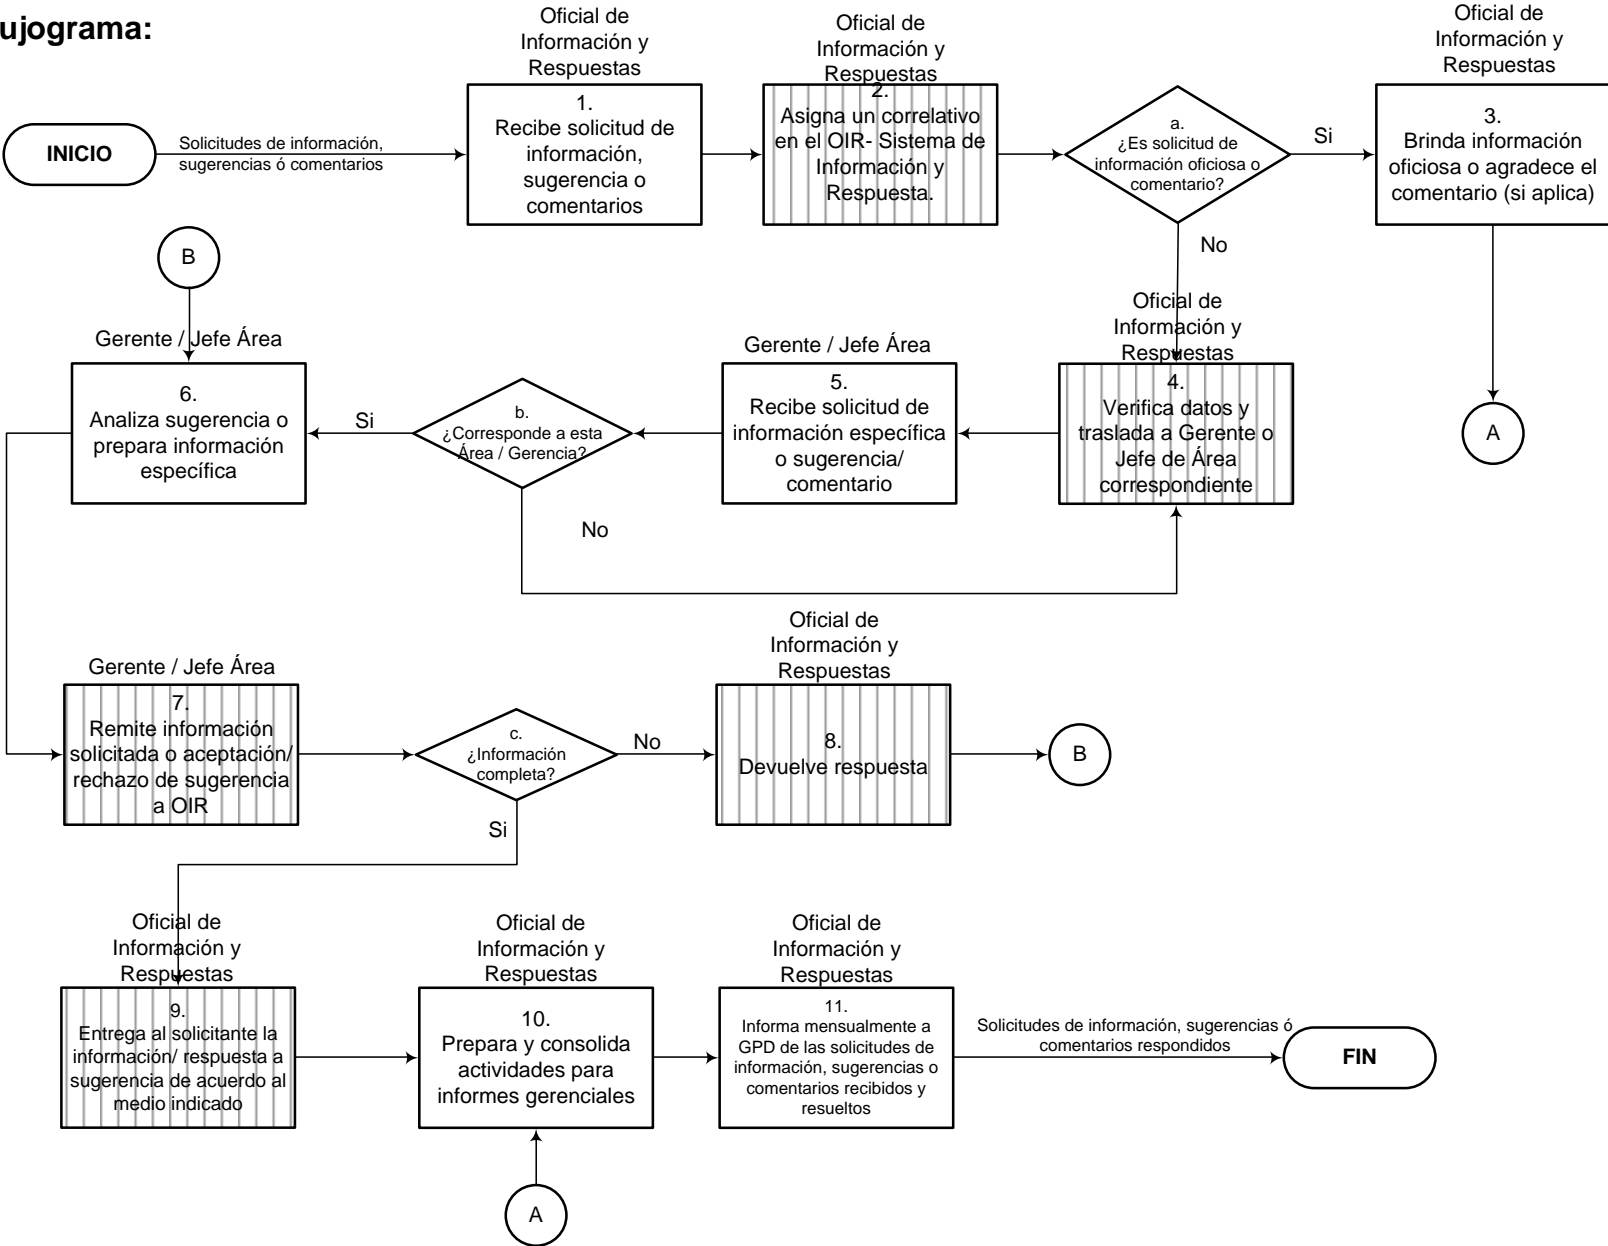 ujograma:
Oficial de
Información y
Respuestas
Oficial de
Información y
Respuestas
Oficial de
Información y
Respuestas
INICIO
Solicitudes de información,
sugerencias ó comentarios
1.
Recibe solicitud de
información,
sugerencia o
comentarios
2.
Asigna un correlativo
en el OIR- Sistema de
Información y
Respuesta.
a.
¿Es solicitud de
información oficiosa o
comentario?
Si
No
3.
Brinda información
oficiosa o agradece el
comentario (si aplica)
A
B
Gerente / Jefe Área
6.
Analiza sugerencia o
prepara información
específica
Si
b.
¿Corresponde a esta
Área / Gerencia?
No
Gerente / Jefe Área
5.
Recibe solicitud de
información específica
o sugerencia/
comentario
Oficial de
Información y
Respuestas
4.
Verifica datos y
traslada a Gerente o
Jefe de Área
correspondiente
Gerente / Jefe Área
7.
Remite información
solicitada o aceptación/
rechazo de sugerencia
a OIR
c.
¿Información
completa?
No
Si
Oficial de
Información y
Respuestas
8.
Devuelve respuesta
B
Oficial de
Información y
Respuestas
9.
Entrega al solicitante la
información/ respuesta a
sugerencia de acuerdo al
medio indicado
Oficial de
Información y
Respuestas
10.
Prepara y consolida
actividades para
informes gerenciales
Oficial de
Información y
Respuestas
11.
Informa mensualmente a
GPD de las solicitudes de
información, sugerencias o
comentarios recibidos y
resueltos
Solicitudes de información, sugerencias ó
comentarios respondidos
FIN
A